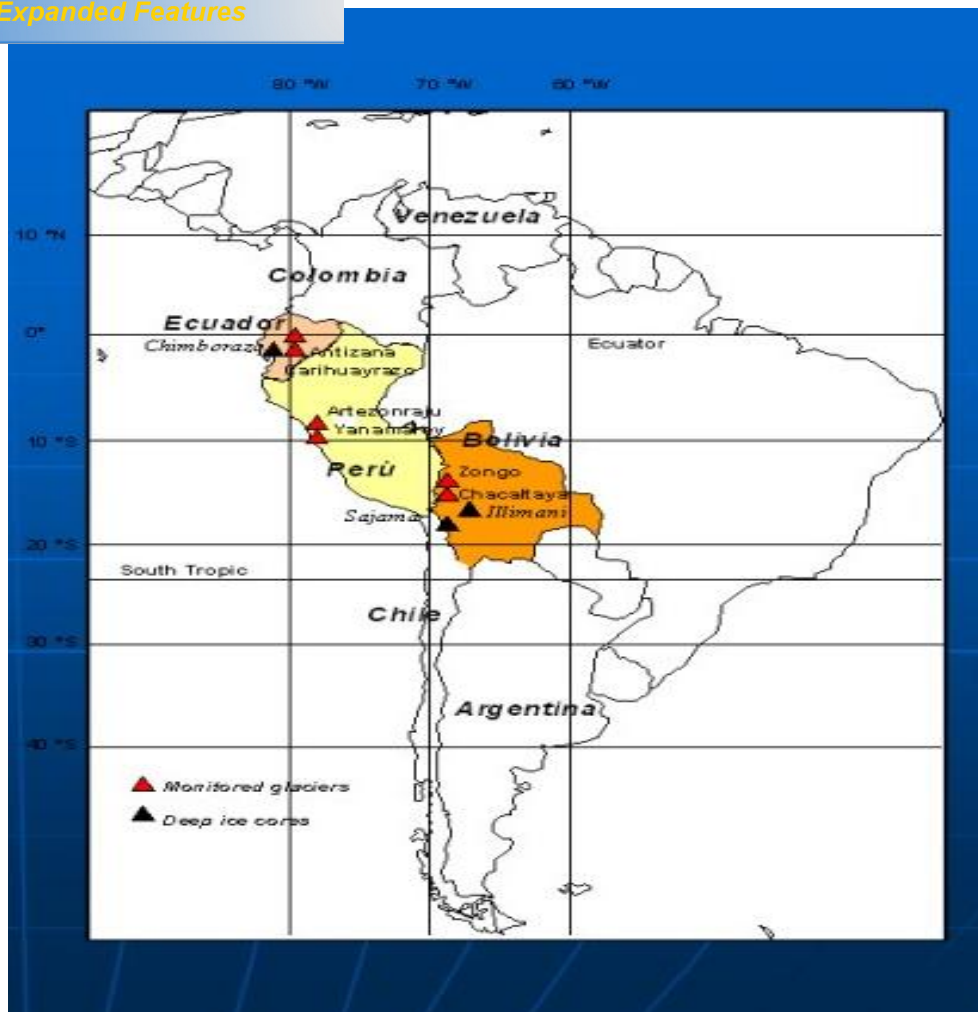 Expanded Features
80 °W 70 °W 60 °W
Venezuela
10 °N
Colombia
Ecuador
0°
Chimborazo
Ecuator
Antizana
Carihuayrazo
Artezonraju
Yanamarey
10 °S
Bolivia
Perù
Zongo
Chacaltaya
Sajama
Illimani
20 °S
South Tropic
Chile
30 °S
Argentina
40 °S
Monitored glaciers
Deep ice cores